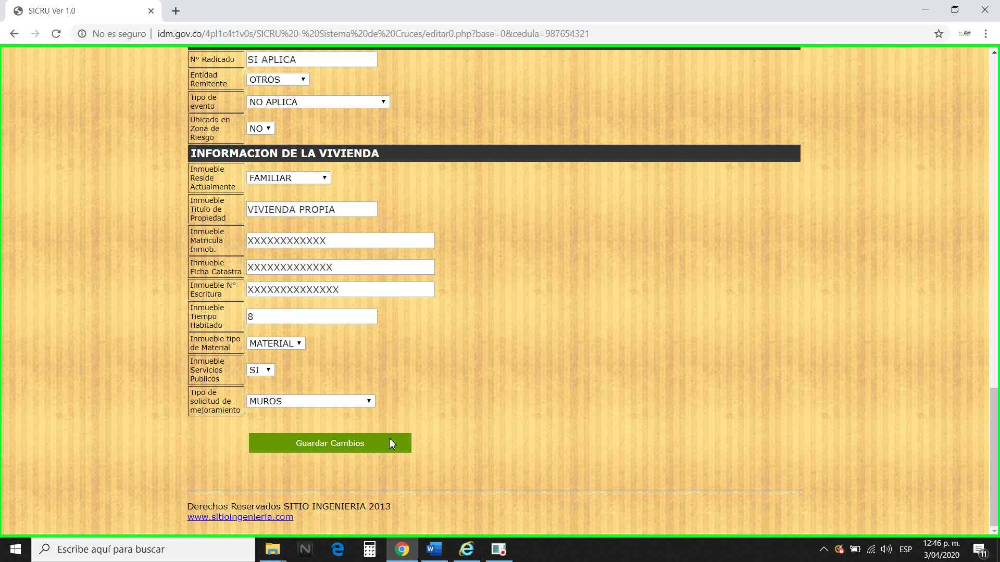 SICRU Ver 1.0
No es seguro | idm.gov.co/4pl1c4t1v0s/SICRU%20-%20Sistema%20de%20Cruces/editar0.php?base=0&cedula=987654321
IDM
N° Radicado
SI APLICA
Entidad
Remitente
OTROS
Tipo de
evento
NO APLICA
Ubicado en
Zona de
Riesgo
NO
INFORMACION DE LA VIVIENDA
Inmueble
Reside
Actualmente
FAMILIAR
Inmueble
Titulo de
Propiedad
VIVIENDA PROPIA
Inmueble
Matricula
Inmob.
XXXXXXXXXXXX
Inmueble
Ficha Catastra
XXXXXXXXXXXXX
Inmueble N°
Escritura
XXXXXXXXXXXXXX
Inmueble
Tiempo
Habitado
8
Inmueble tipo
de Material
MATERIAL
Inmueble
Servicios
Publicos
SI
Tipo de
solicitud de
mejoramiento
MUROS
Guardar Cambios
Derechos Reservados SITIO INGENIERIA 2013
www.sitioingenieria.com
Escribe aquí para buscar
ESP
12:46 p. m.
3/04/2020
11